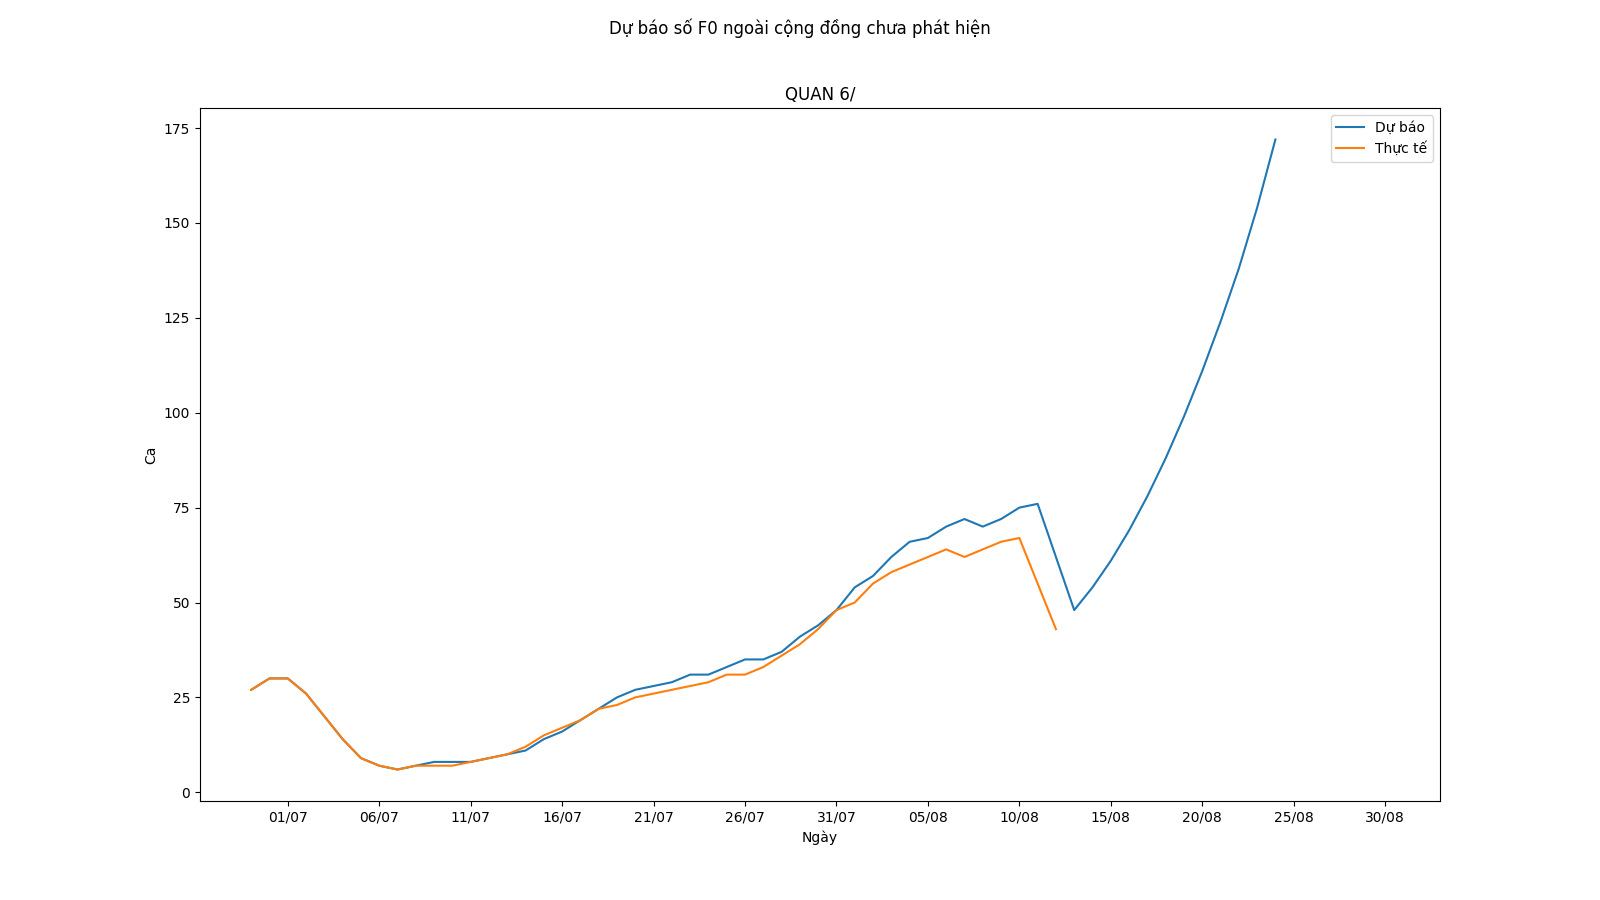 Dự báo số F0 ngoài cộng đồng chưa phát hiện
QUAN 6/
175
150
125
100
75
50
25
0
Ca
Dự báo
Thực tế
01/07 06/07 11/07 16/07 21/07 26/07 31/07 05/08 10/08 15/08 20/08 25/08 30/08
Ngày